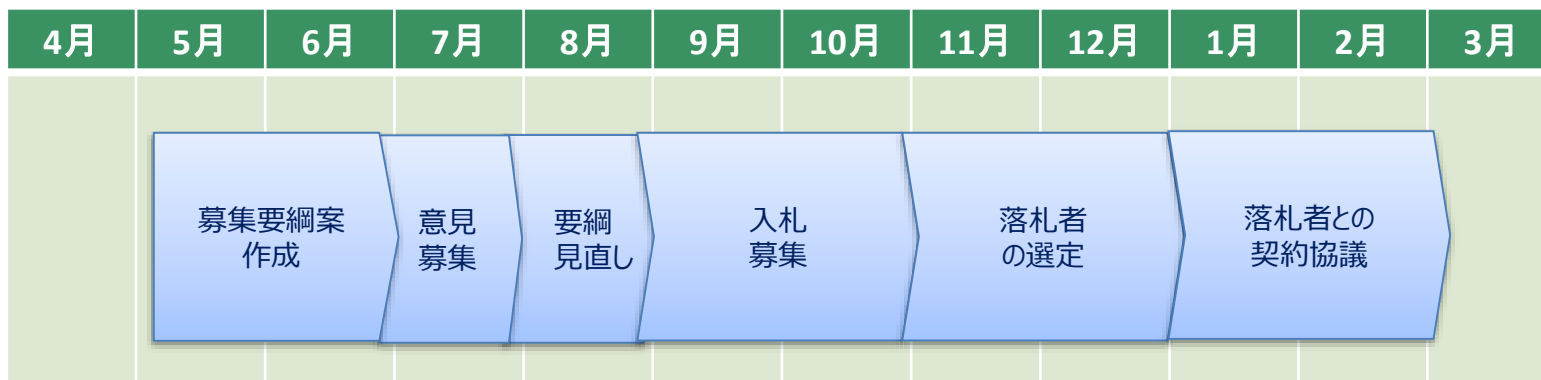 4月 5月 6月 7月 8月 9月 10月 11月 12月 1月 2月 3月
募集要綱案
作成
意見
募集
要綱
見直し
入札
募集
落札者
の選定
落札者との
契約協議